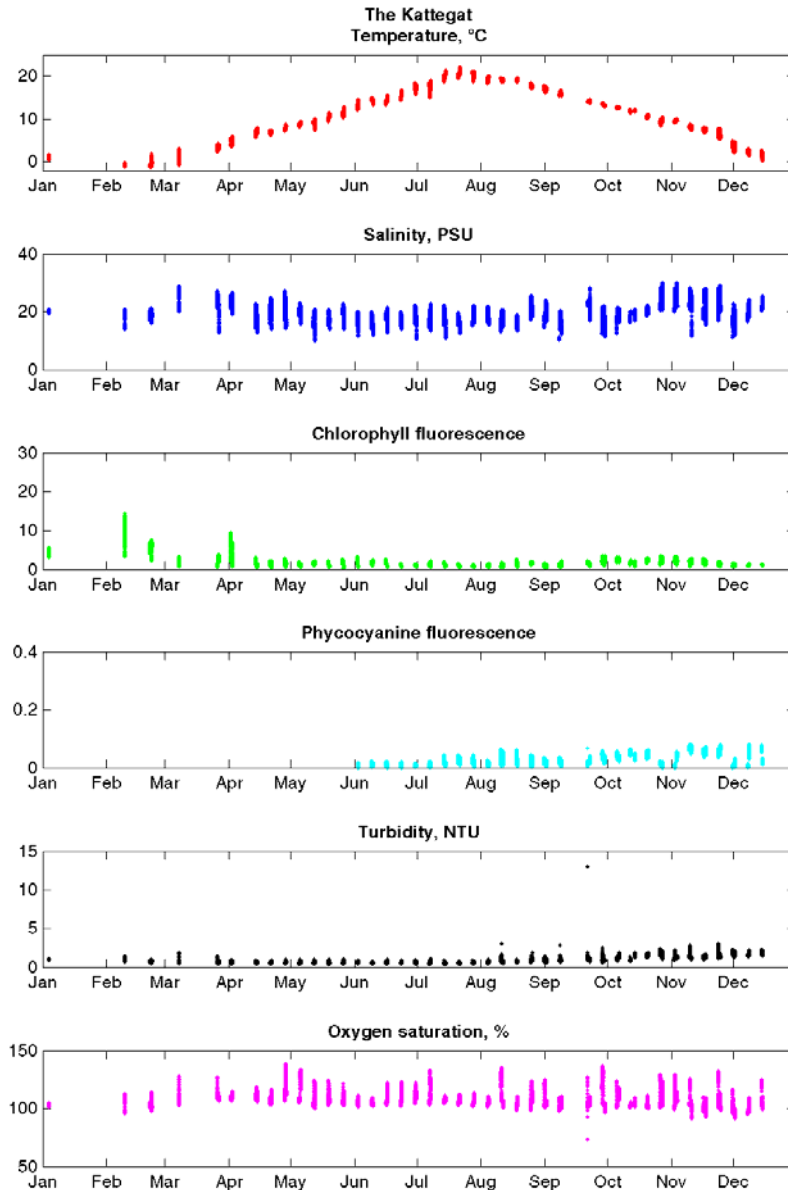 The Kattegat
Temperature, °C
20
10
0
Jan Feb Mar Apr May Jun Jul Aug Sep Oct Nov Dec
Salinity, PSU
40
20
0
Jan Feb Mar Apr May Jun Jul Aug Sep Oct Nov Dec
Chlorophyll fluorescence
30
20
10
0
Jan Feb Mar Apr May Jun Jul Aug Sep Oct Nov Dec
Phycocyanine fluorescence
0.4
0.2
0
Jan Feb Mar Apr May Jun Jul Aug Sep Oct Nov Dec
Turbidity, NTU
15
10
5
0
Jan Feb Mar Apr May Jun Jul Aug Sep Oct Nov Dec
Oxygen saturation, %
150
100
50
Jan Feb Mar Apr May Jun Jul Aug Sep Oct Nov Dec